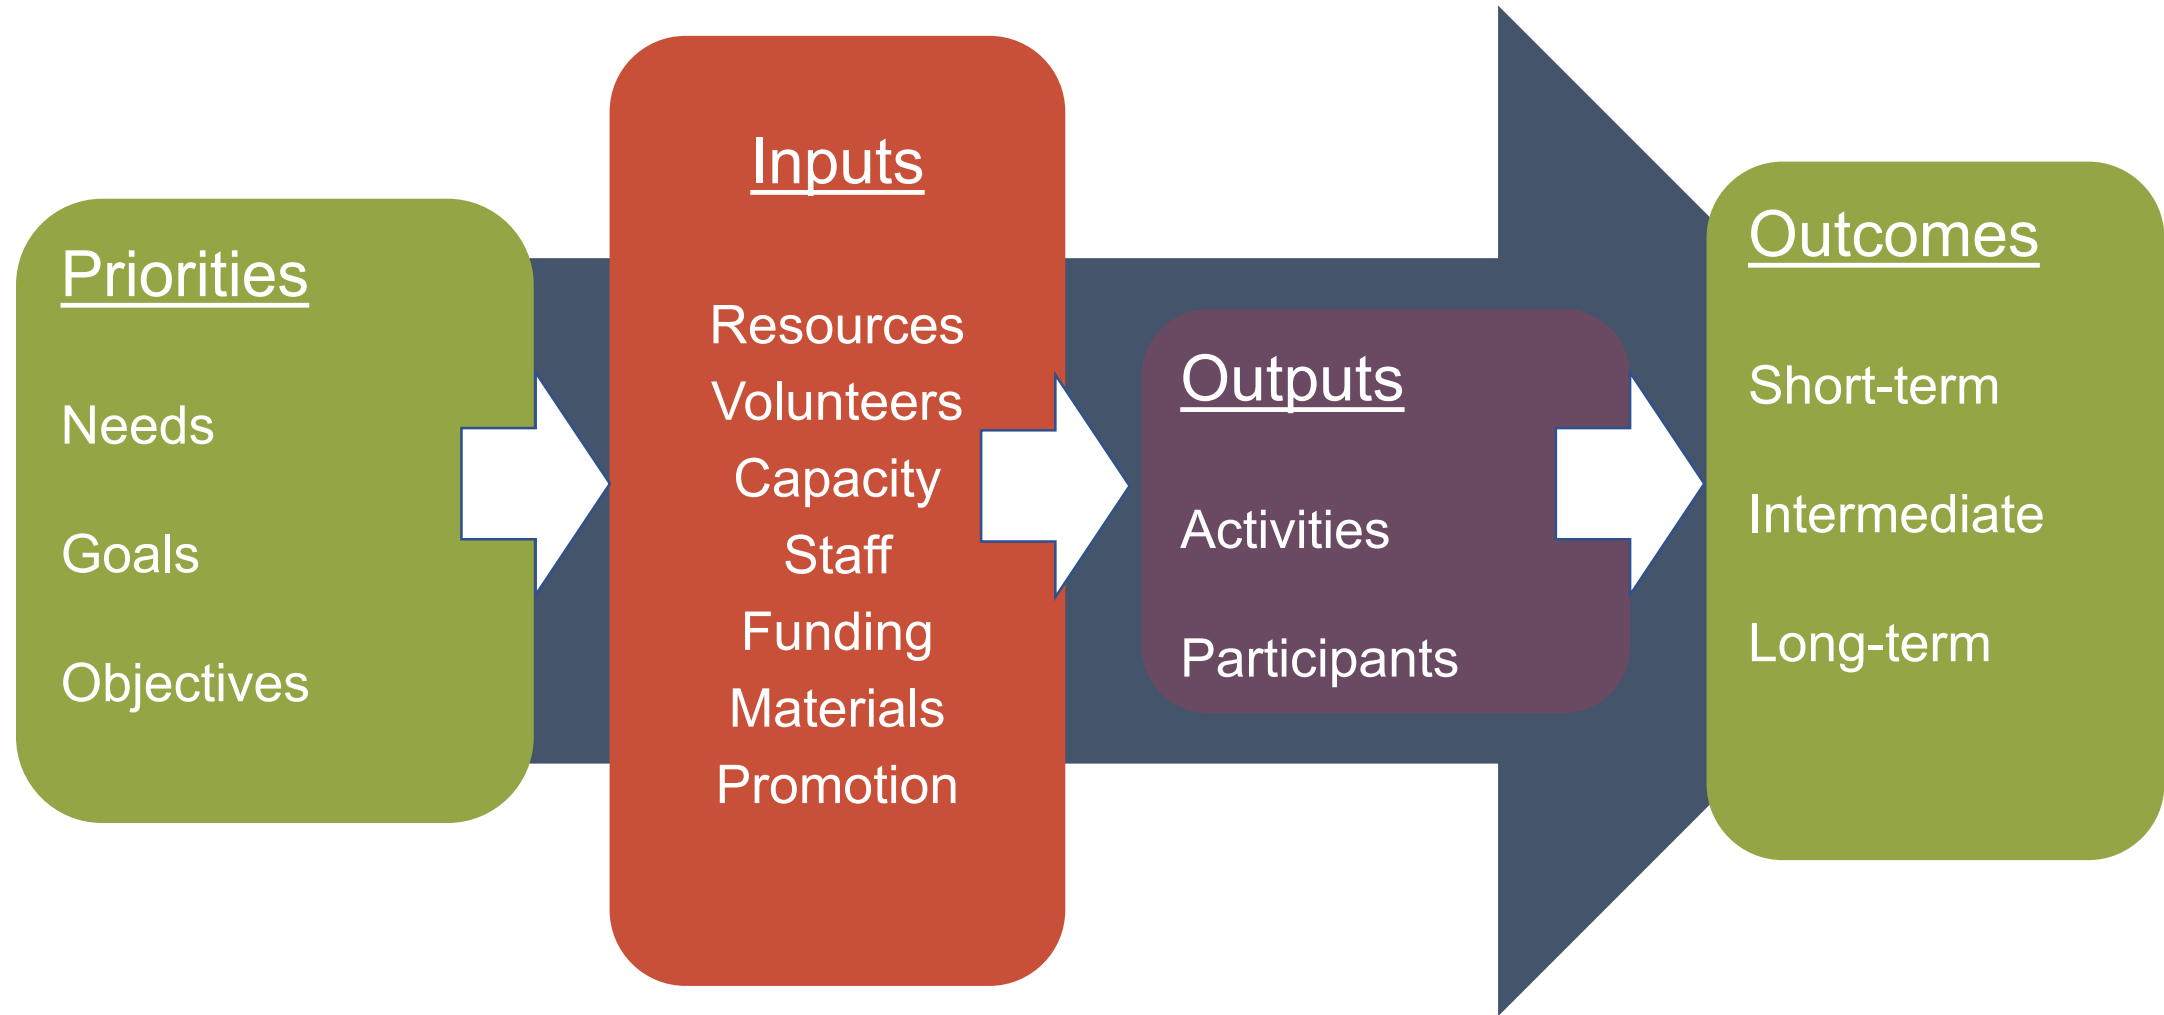 Priorities
Needs
Goals
Objectives
Inputs
Resources
Volunteers
Capacity
Staff
Funding
Materials
Promotion
Outputs
Activities
Participants
Outcomes
Short-term
Intermediate
Long-term